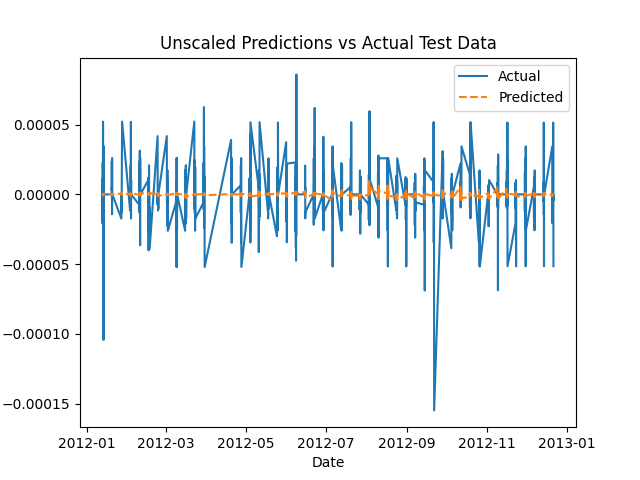 Unscaled Predictions vs Actual Test Data
Actual
Predicted
0.00005
0.00000
−0.00005
−0.00010
−0.00015
2012-01 2012-03 2012-05 2012-07 2012-09 2012-11 2013-01
Date